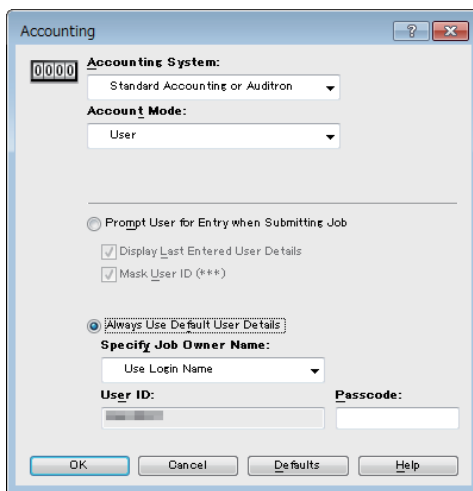 Accounting
0000
Accounting System:
Standard Accounting or Auditron
Account Mode:
User
Prompt User for Entry when Submitting Job
Display Last Entered User Details
Mask User ID (***)
Always Use Default User Details
Specify Job Owner Name:
Use Login Name
User ID: Passcode:
OK Cancel Defaults Help